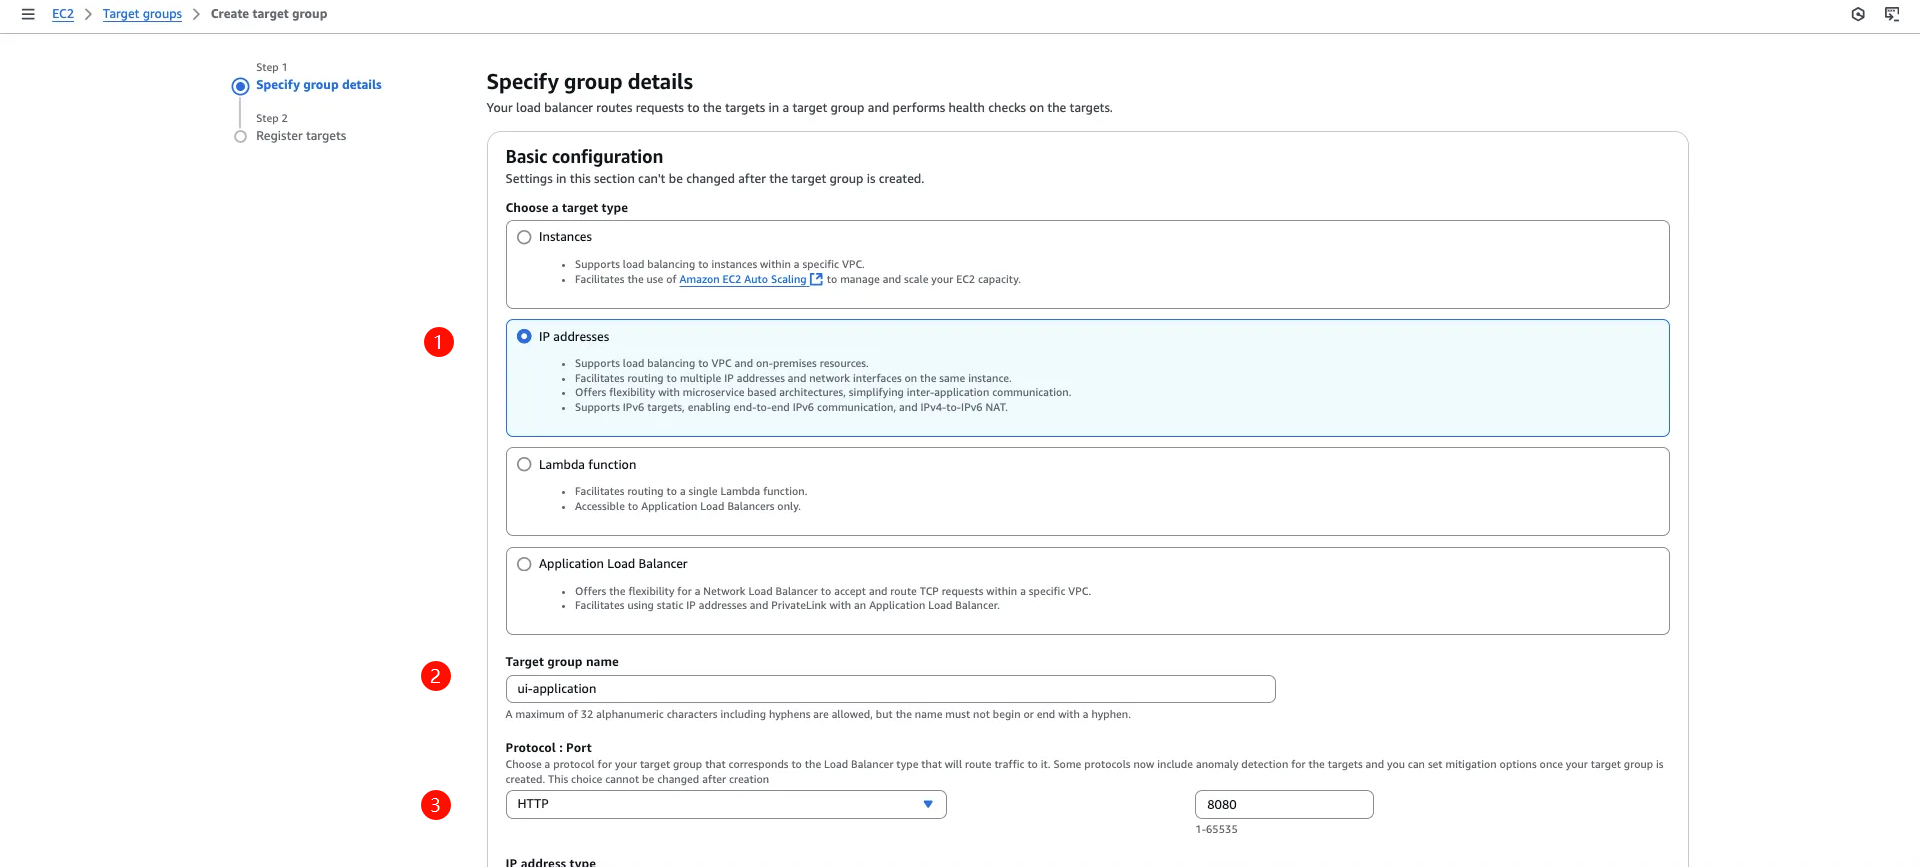 EC2 > Target groups > Create target group
Step 1
Specify group details
Step 2
Register targets
Specify group details
Your load balancer routes requests to the targets in a target group and performs health checks on the targets.
Basic configuration
Settings in this section can't be changed after the target group is created.
Choose a target type
Instances
• Supports load balancing to instances within a specific VPC.
• Facilitates the use of Amazon EC2 Auto Scaling to manage and scale your EC2 capacity.
1
IP addresses
• Supports load balancing to VPC and on-premises resources.
• Facilitates routing to multiple IP addresses and network interfaces on the same instance.
• Offers flexibility with microservice based architectures, simplifying inter-application communication.
• Supports IPv6 targets, enabling end-to-end IPv6 communication, and IPv4-to-IPv6 NAT.
Lambda function
• Facilitates routing to a single Lambda function.
• Accessible to Application Load Balancers only.
Application Load Balancer
• Offers the flexibility for a Network Load Balancer to accept and route TCP requests within a specific VPC.
• Facilitates using static IP addresses and PrivateLink with an Application Load Balancer.
2
Target group name
ui-application
A maximum of 32 alphanumeric characters including hyphens are allowed, but the name must not begin or end with a hyphen.
Protocol : Port
Choose a protocol for your target group that corresponds to the Load Balancer type that will route traffic to it. Some protocols now include anomaly detection for the targets and you can set mitigation options once your target group is
created. This choice cannot be changed after creation
3
HTTP
8080
1-65535
IP address type